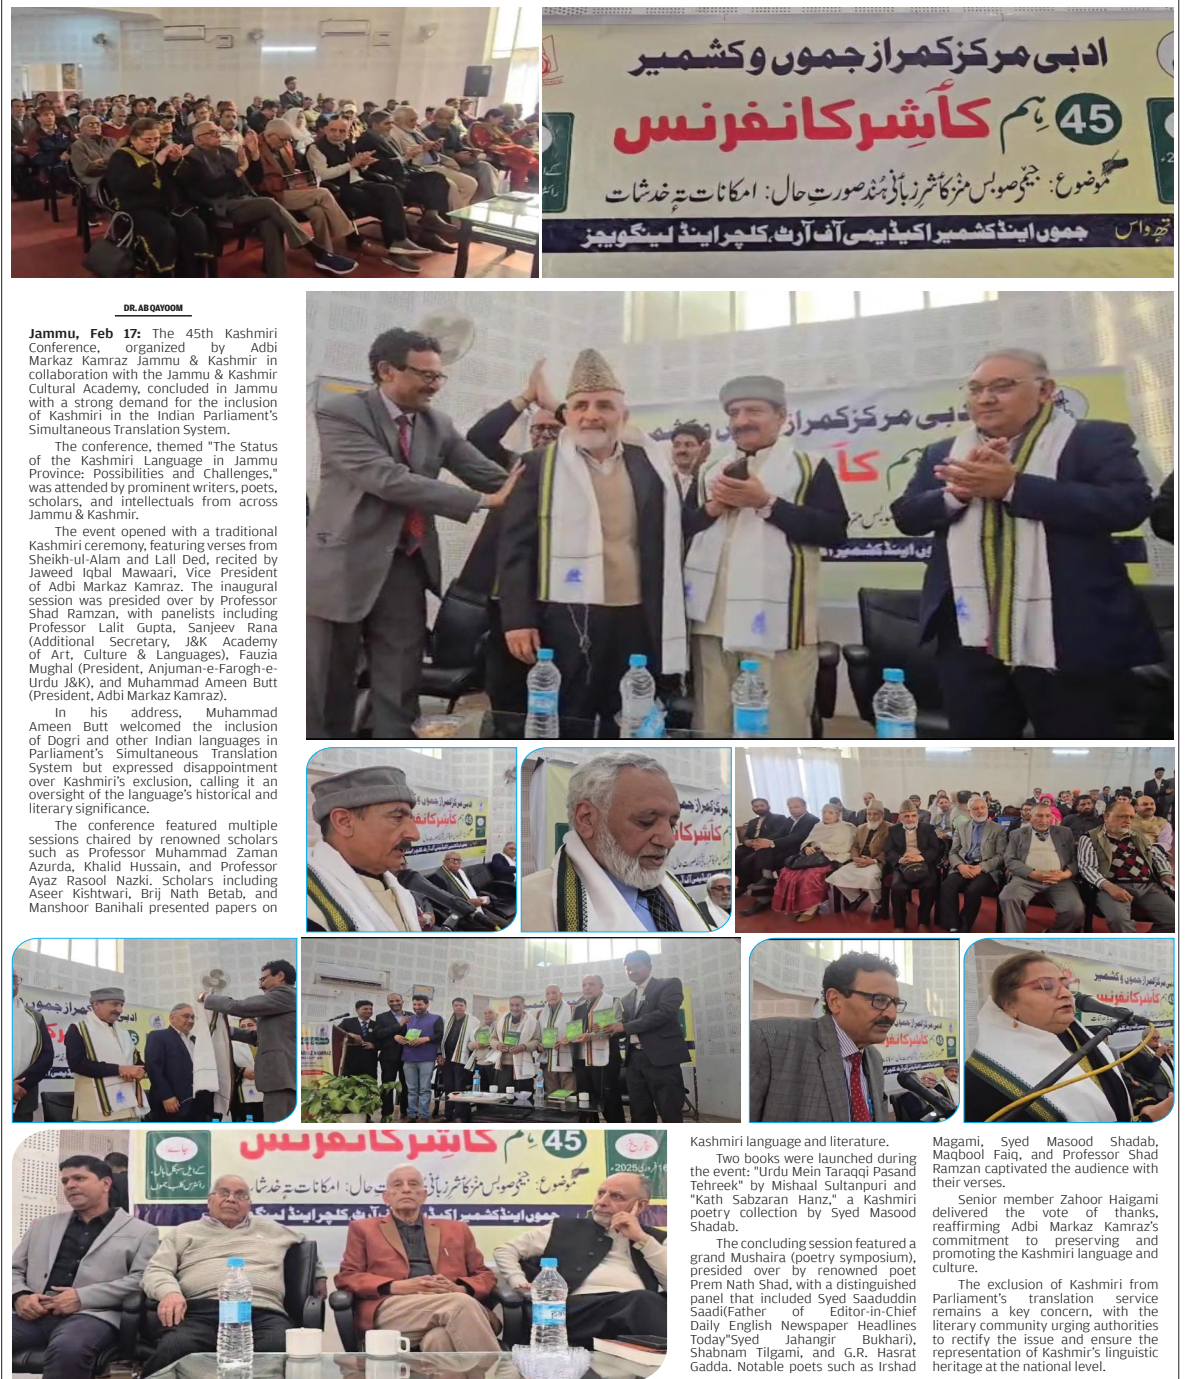 ادبی مرکز کمراز جموں و کشمیر
45 ہِم کٲشِر کانفرنس
موضوع: جیمی صوبس منز کٲشرِ زبانی ہُند صورتِ حال: امکانات تہٕ خدشات
جموں اینڈ کشمیر اکیڈیمی آف آرٹ، کلچر اینڈ لینگویجز
DR. AB QAYOOM
Jammu, Feb 17: The 45th Kashmiri
Conference, organized by Adbi
Markaz Kamraz Jammu & Kashmir in
collaboration with the Jammu & Kashmir
Cultural Academy, concluded in Jammu
with a strong demand for the inclusion
of Kashmiri in the Indian Parliament's
Simultaneous Translation System.
The conference, themed "The Status
of the Kashmiri Language in Jammu
Province: Possibilities and Challenges,"
was attended by prominent writers, poets,
scholars, and intellectuals from across
Jammu & Kashmir.
The event opened with a traditional
Kashmiri ceremony, featuring verses from
Sheikh-ul-Alam and Lall Ded, recited by
Jaweed Iqbal Mawaari, Vice President
of Adbi Markaz Kamraz. The inaugural
session was presided over by Professor
Shad Ramzan, with panelists including
Professor Lalit Gupta, Sanjeev Rana
(Additional Secretary, J&K Academy
of Art, Culture & Languages), Fauzia
Mughal (President, Anjuman-e-Farogh-e-
Urdu J&K), and Muhammad Ameen Butt
(President, Adbi Markaz Kamraz).
In his address, Muhammad
Ameen Butt welcomed the inclusion
of Dogri and other Indian languages in
Parliament's Simultaneous Translation
System but expressed disappointment
over Kashmiri's exclusion, calling it an
oversight of the language's historical and
literary significance.
The conference featured multiple
sessions chaired by renowned scholars
such as Professor Muhammad Zaman
Azurda, Khalid Hussain, and Professor
Ayaz Rasool Nazki. Scholars including
Aseer Kishtwari, Brij Nath Betab, and
Manshoor Banihali presented papers on
Kashmiri language and literature.
Two books were launched during
the event: "Urdu Mein Taraqqi Pasand
Tehreek" by Mishaal Sultanpuri and
"Kath Sabzaran Hanz," a Kashmiri
poetry collection by Syed Masood
Shadab.
The concluding session featured a
grand Mushaira (poetry symposium),
presided over by renowned poet
Prem Nath Shad, with a distinguished
panel that included Syed Saaduddin
Saadi(Father of Editor-in-Chief
Daily English Newspaper Headlines
Today"Syed Jahangir Bukhari),
Shabnam Tilgami, and G.R. Hasrat
Gadda. Notable poets such as Irshad
Magami, Syed Masood Shadab,
Maqbool Faiq, and Professor Shad
Ramzan captivated the audience with
their verses.
Senior member Zahoor Haigami
delivered the vote of thanks,
reaffirming Adbi Markaz Kamraz's
commitment to preserving and
promoting the Kashmiri language and
culture.
The exclusion of Kashmiri from
Parliament's translation service
remains a key concern, with the
literary community urging authorities
to rectify the issue and ensure the
representation of Kashmir's linguistic
heritage at the national level.